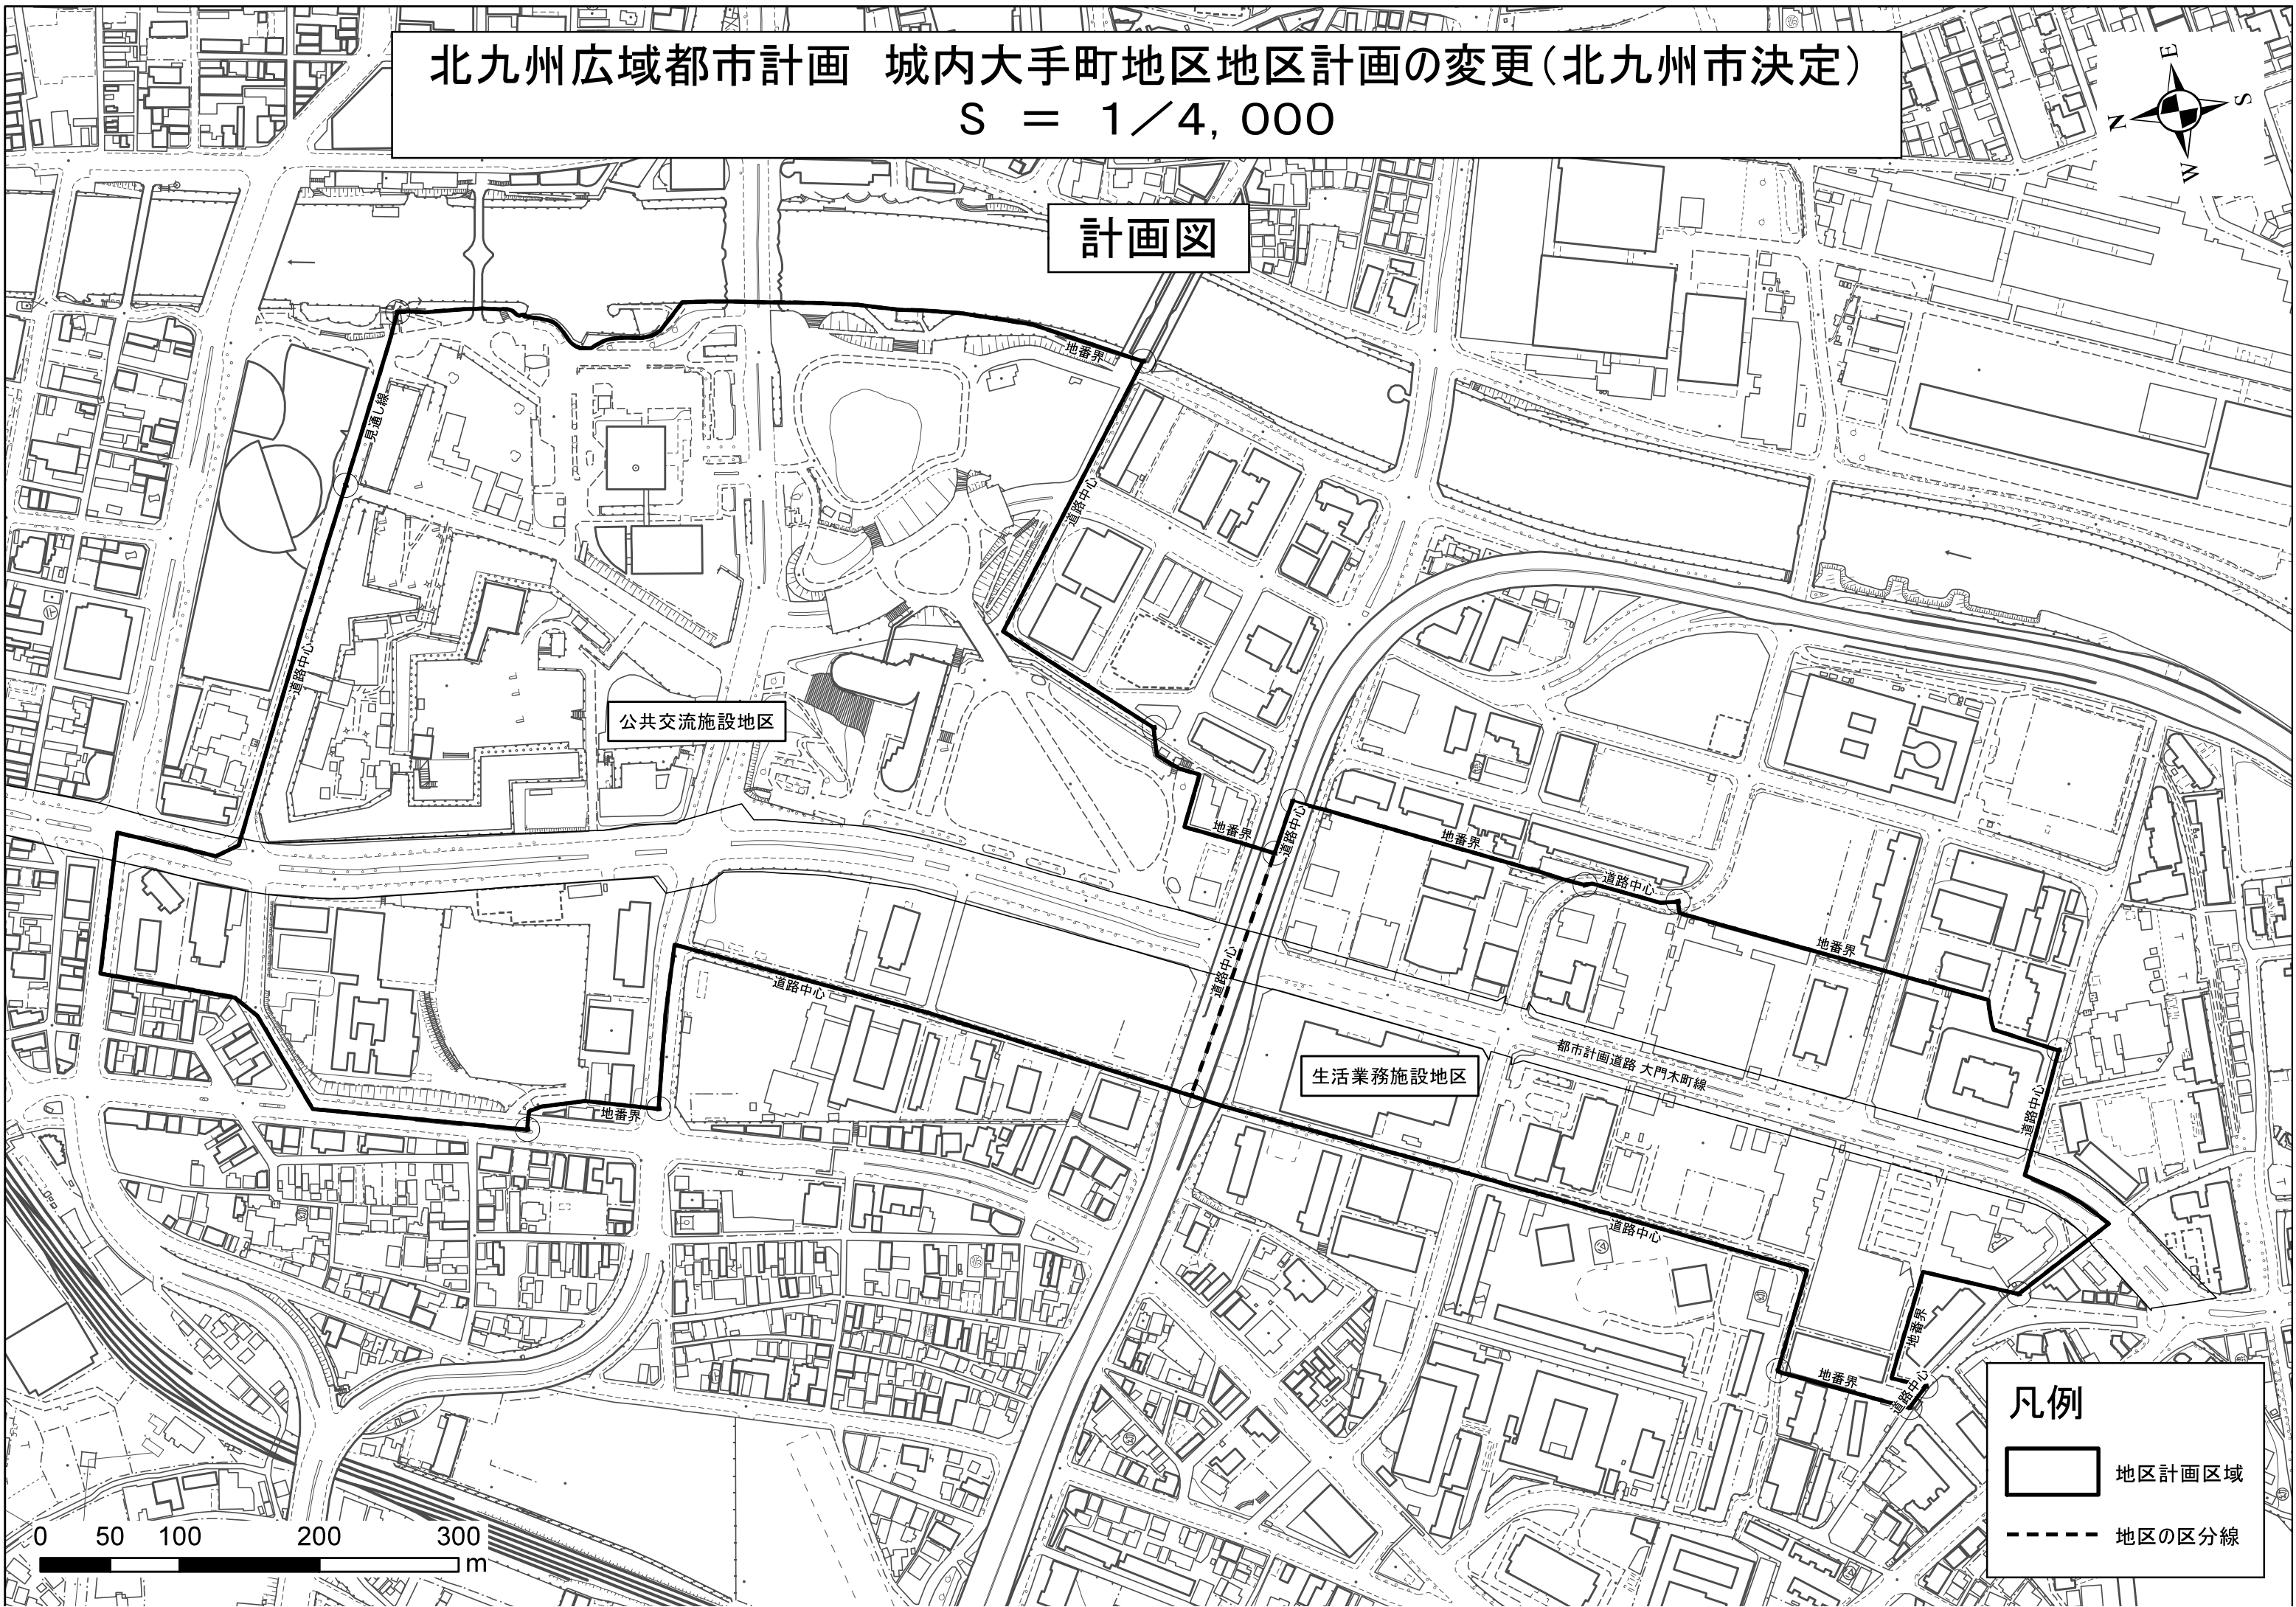 北九州広域都市計画　城内大手町地区地区計画の変更（北九州市決定）
S ＝ 1／4，000
E
S
N
W
計画図
地番界
見通し線
道路中心
道路中心
公共交流施設地区
地番界
道路中心
地番界
道路中心
地番界
道路中心
道路中心
生活業務施設地区
都市計画道路 大門木町線
道路中心
地番界
道路中心
地番界
地番界
道路中心
凡例
地区計画区域
地区の区分線
0 50 100 200 300
m